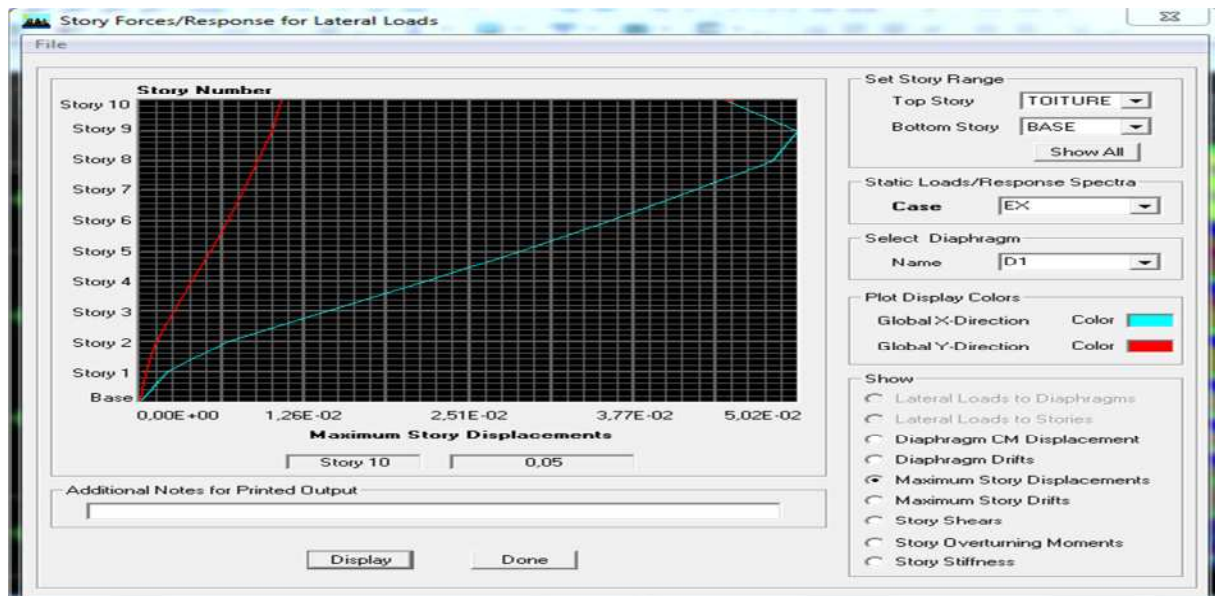 Story Forces/Response for Lateral Loads
File
Story Number
Story 10
Story 9
Story 8
Story 7
Story 6
Story 5
Story 4
Story 3
Story 2
Story 1
Base
0,00E+00 1,26E-02 2,51E-02 3,77E-02 5,02E-02
Maximum Story Displacements
Story 10 0,05
Additional Notes for Printed Output
Display Done
Set Story Range
Top Story TOITURE
Bottom Story BASE
Show All
Static Loads/Response Spectra
Case EX
Select Diaphragm
Name D1
Plot Display Colors
Global X-Direction Color
Global Y-Direction Color
Show
Lateral Loads to Diaphragms
Lateral Loads to Stories
Diaphragm CM Displacement
Diaphragm Drifts
Maximum Story Displacements
Maximum Story Drifts
Story Shears
Story Overturning Moments
Story Stiffness